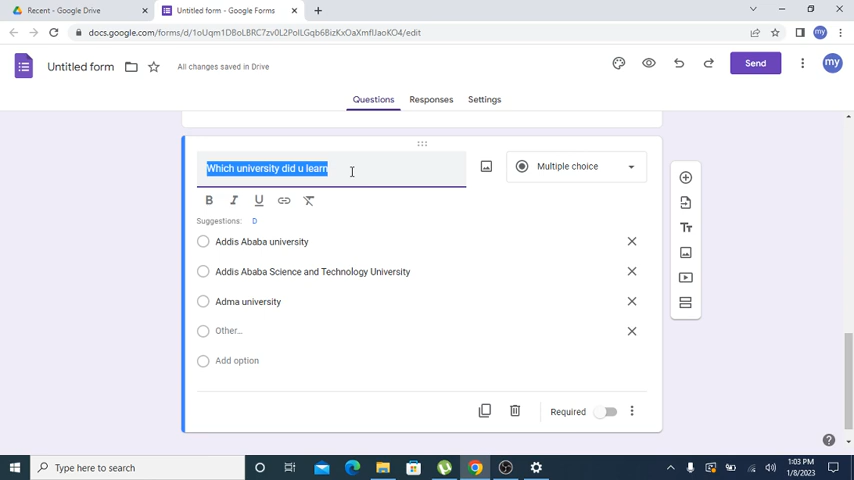 Recent - Google Drive
Untitled form - Google Forms
docs.google.com/forms/d/1oUqm1DBoLBRC7zv0L2PoILGqb6BizKxOaXmfIJaoKO4/edit
my
Untitled form
All changes saved in Drive
Send
my
Questions
Responses
Settings
Which university did u learn
Multiple choice
B I U
Suggestions: D
Addis Ababa university
Addis Ababa Science and Technology University
Adma university
Other...
Add option
Required
Type here to search
1:03 PM
1/8/2023